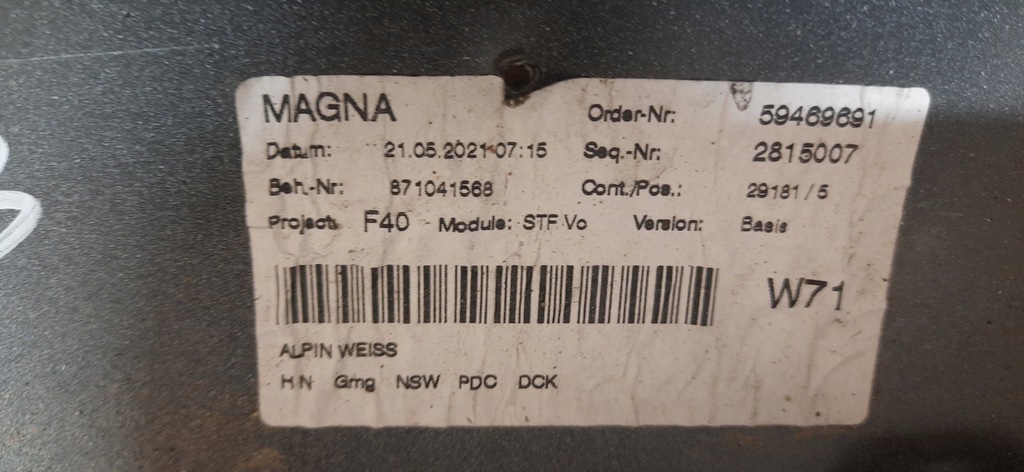 MAGNA Order-Nr: 59469691
Datum: 21.05.2021 07:15 Seq.-Nr: 2815007
Beh.-Nr: 871041568 Cont./Pos.: 29181 / 5
Project: F40 Module: STF Vo Version: Basis
W71
ALPIN WEISS
HN Gmg NSW PDC DCK